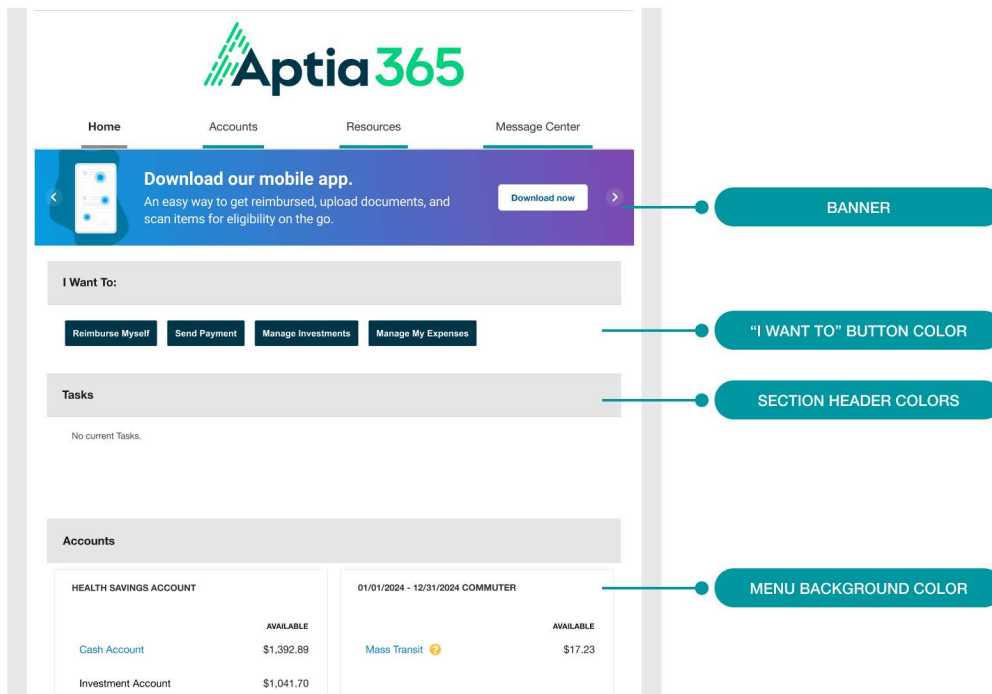 Aptia365
Home Accounts Resources Message Center
Download our mobile app.
An easy way to get reimbursed, upload documents, and
scan items for eligibility on the go.
Download now
BANNER
I Want To:
Reimburse Myself Send Payment Manage Investments Manage My Expenses
“I WANT TO” BUTTON COLOR
Tasks
SECTION HEADER COLORS
No current Tasks.
Accounts
HEALTH SAVINGS ACCOUNT
AVAILABLE
Cash Account $1,392.89
Investment Account $1,041.70
01/01/2024 - 12/31/2024 COMMUTER
AVAILABLE
Mass Transit ? $17.23
MENU BACKGROUND COLOR